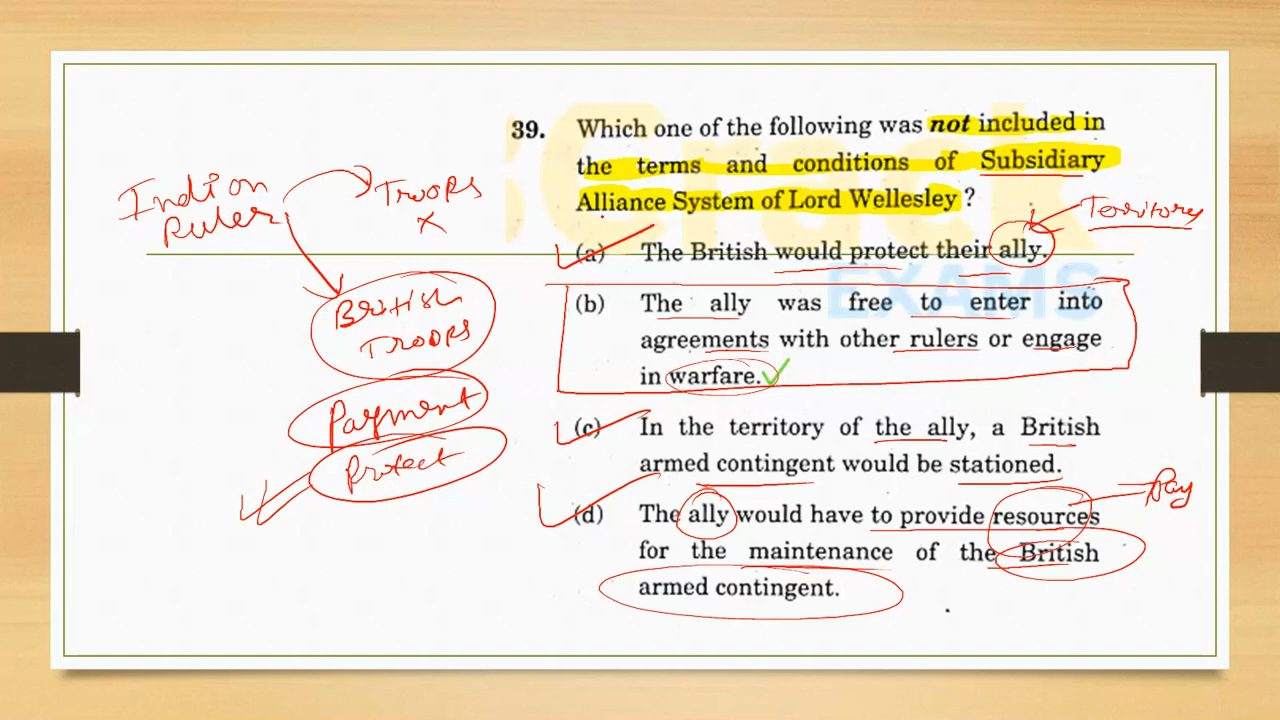 39. Which one of the following was not included in
the terms and conditions of Subsidiary
Alliance System of Lord Wellesley ?
(a) The British would protect their ally.
(b) The ally was free to enter into
agreements with other rulers or engage
in warfare.
(c) In the territory of the ally, a British
armed contingent would be stationed.
(d) The ally would have to provide resources
for the maintenance of the British
armed contingent.
Indian
Ruler
Troops
X
British
Troops
Payment
Protect
Territory
Pay
Crack
EXAMS